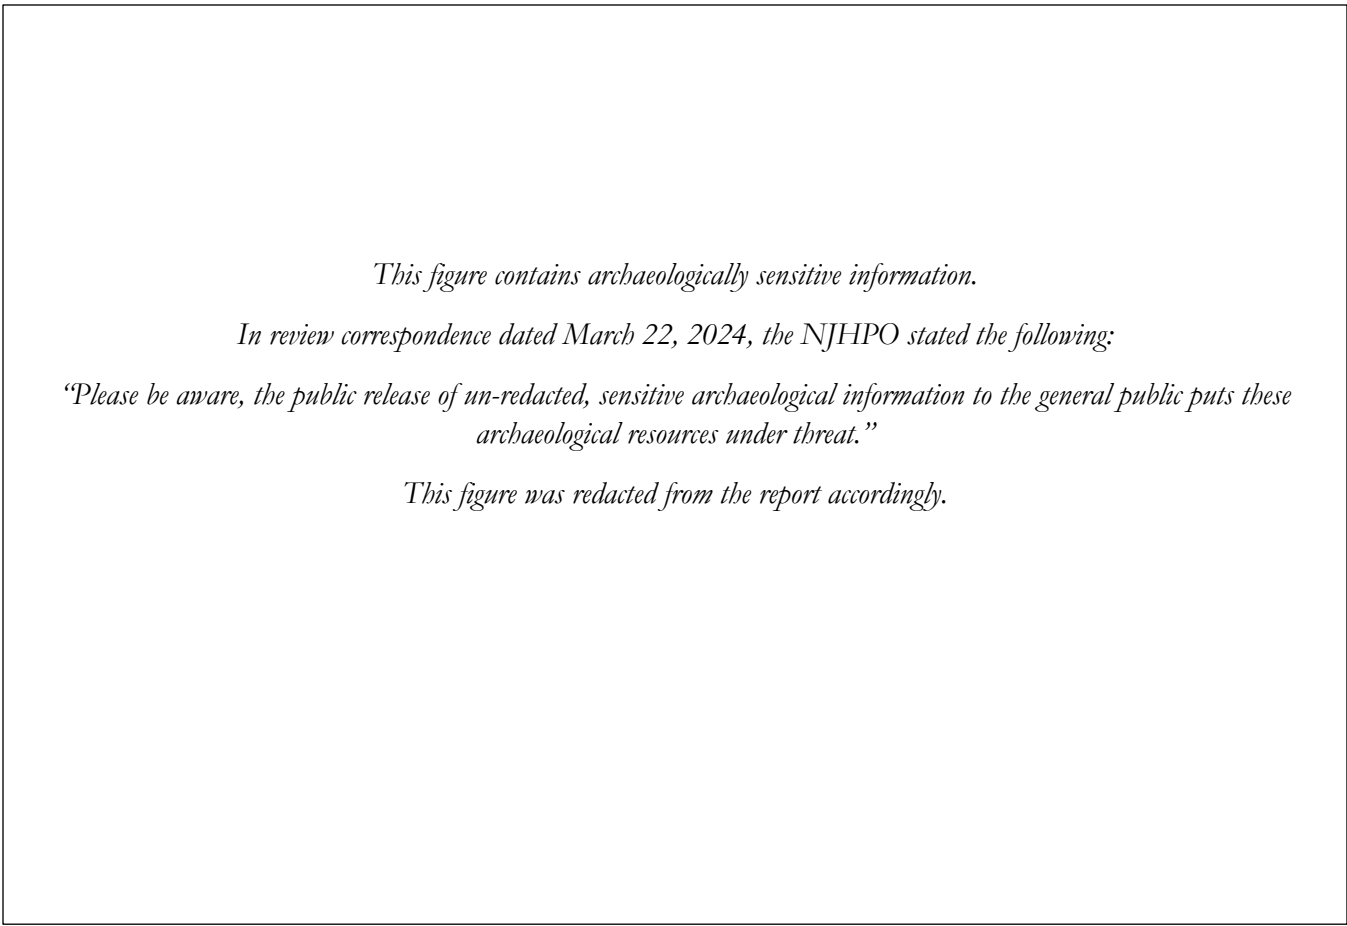 This figure contains archaeologically sensitive information.
In review correspondence dated March 22, 2024, the NJHPO stated the following:
“Please be aware, the public release of un-redacted, sensitive archaeological information to the general public puts these
archaeological resources under threat.”
This figure was redacted from the report accordingly.